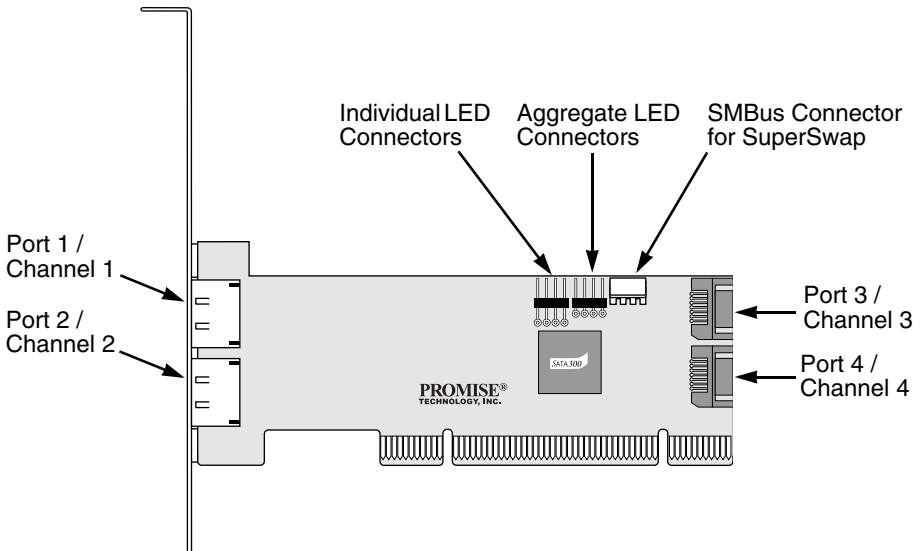 Individual LED
Connectors
Aggregate LED
Connectors
SMBus Connector
for SuperSwap
Port 1 /
Channel 1
Port 2 /
Channel 2
Port 3 /
Channel 3
Port 4 /
Channel 4
SATA300
PROMISE®
TECHNOLOGY, INC.